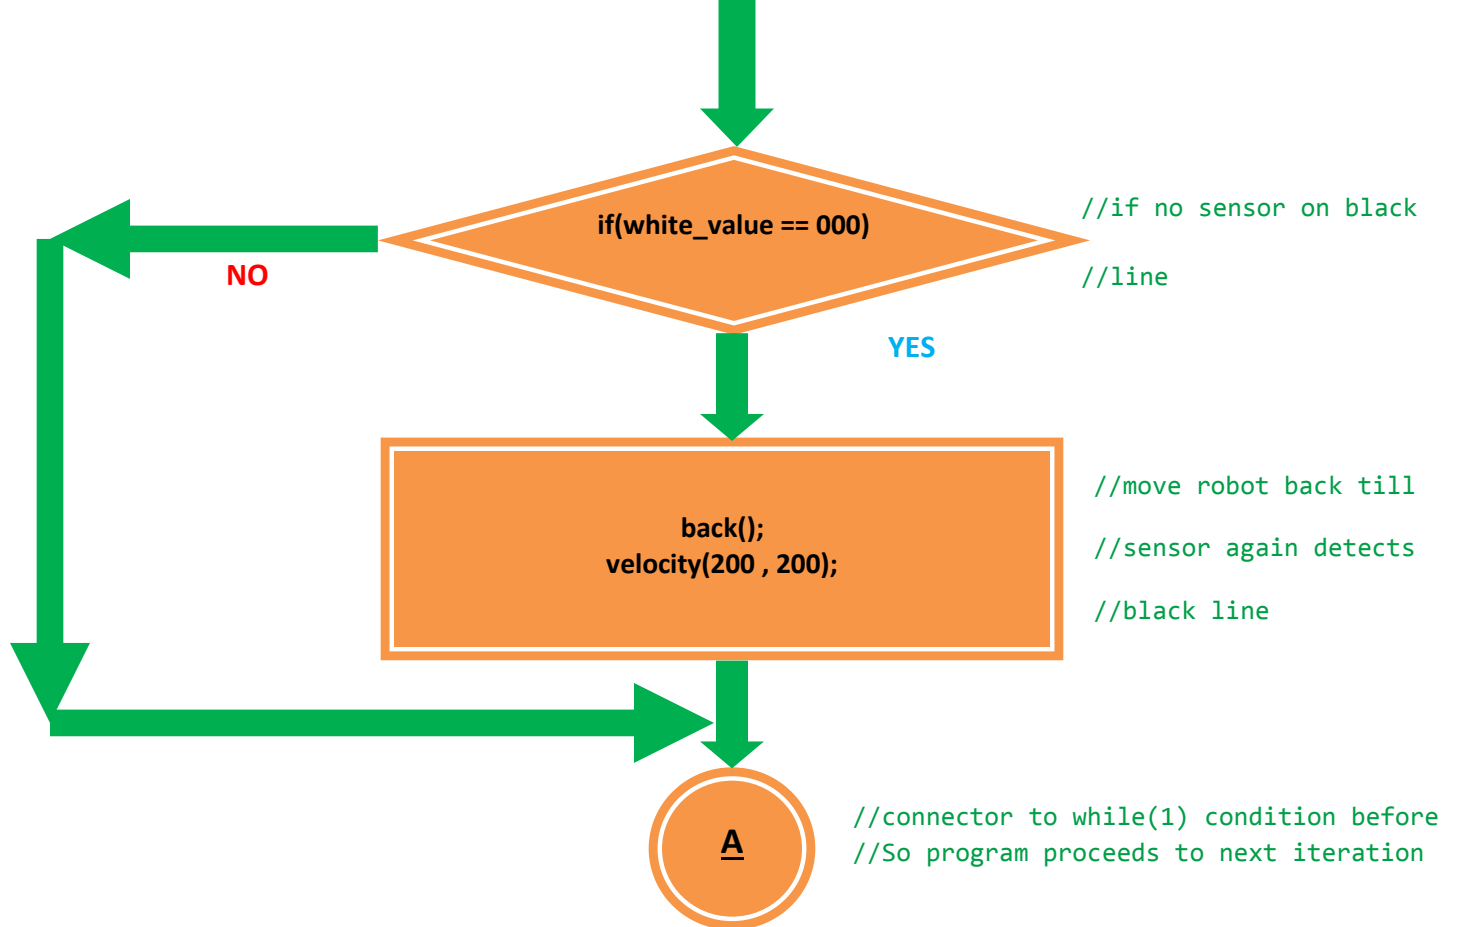 if(white_value == 000)
//if no sensor on black
//line
NO
YES
back();
velocity(200 , 200);
//move robot back till
//sensor again detects
//black line
A
//connector to while(1) condition before
//So program proceeds to next iteration